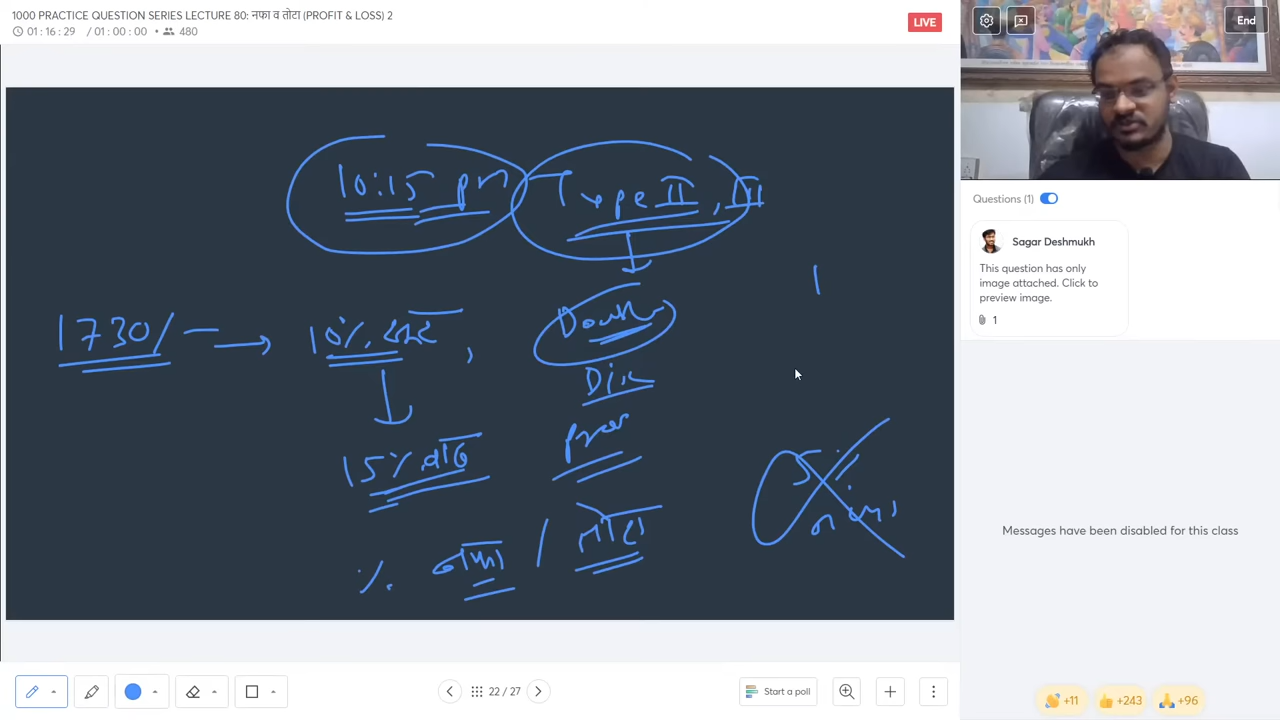 1000 PRACTICE QUESTION SERIES LECTURE 80: नफा व तोटा (PROFIT & LOSS) 2
01 : 16 : 29 / 01 : 00 : 00 • 480
LIVE
End
10:15 pm Type II, III
1730/- → 10% सूट, Double
Dis
15% वाढ
% नफा / तोटा
5%
नफा
Questions (1)
Sagar Deshmukh
This question has only
image attached. Click to
preview image.
1
Messages have been disabled for this class
22 / 27
Start a poll
+11 +243 +96